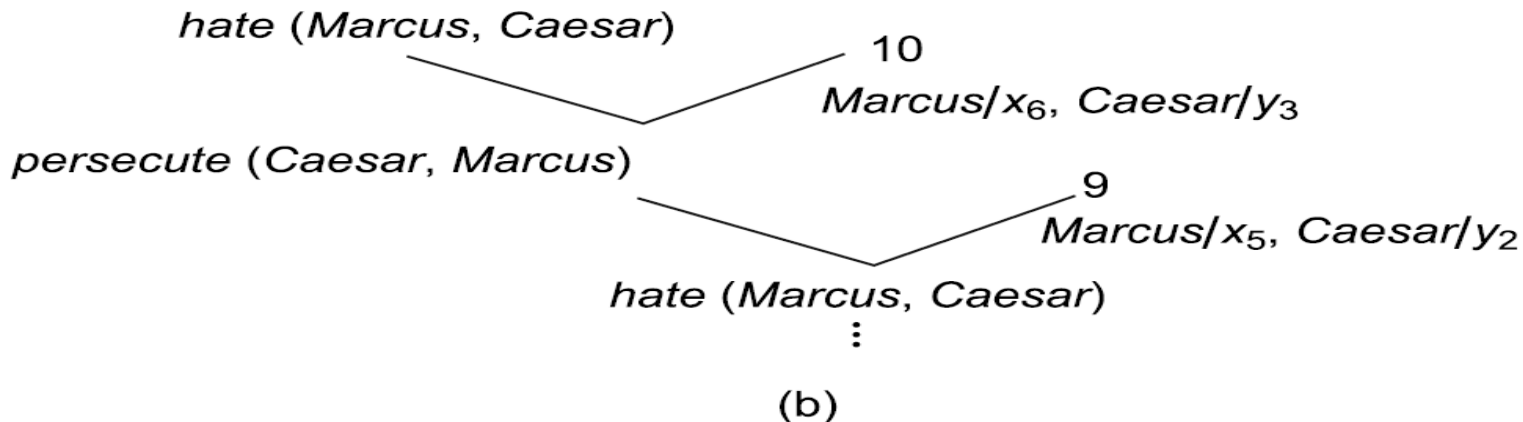 hate (Marcus, Caesar)
10
Marcus/x₆, Caesar/y₃
persecute (Caesar, Marcus)
9
Marcus/x₅, Caesar/y₂
hate (Marcus, Caesar)
⋮
(b)